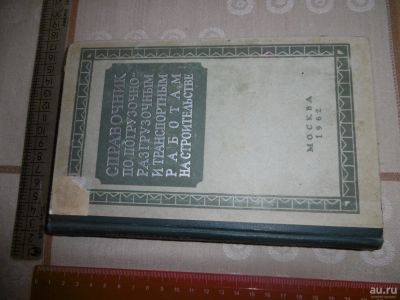 СПРАВОЧНИК
ПО ПОГРУЗОЧНО-
РАЗГРУЗОЧНЫМ
И ТРАНСПОРТНЫМ
РАБОТАМ
НА СТРОИТЕЛЬСТВЕ
МОСКВА
1962
au.ru